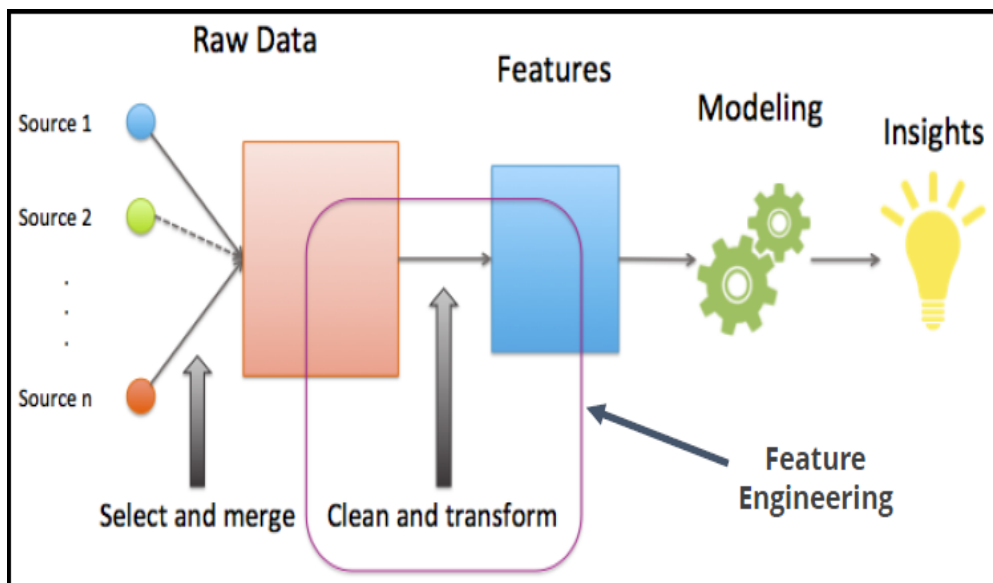 Raw Data
Features
Modeling
Insights
Source 1
Source 2
.
.
.
Source n
Select and merge
Clean and transform
Feature
Engineering